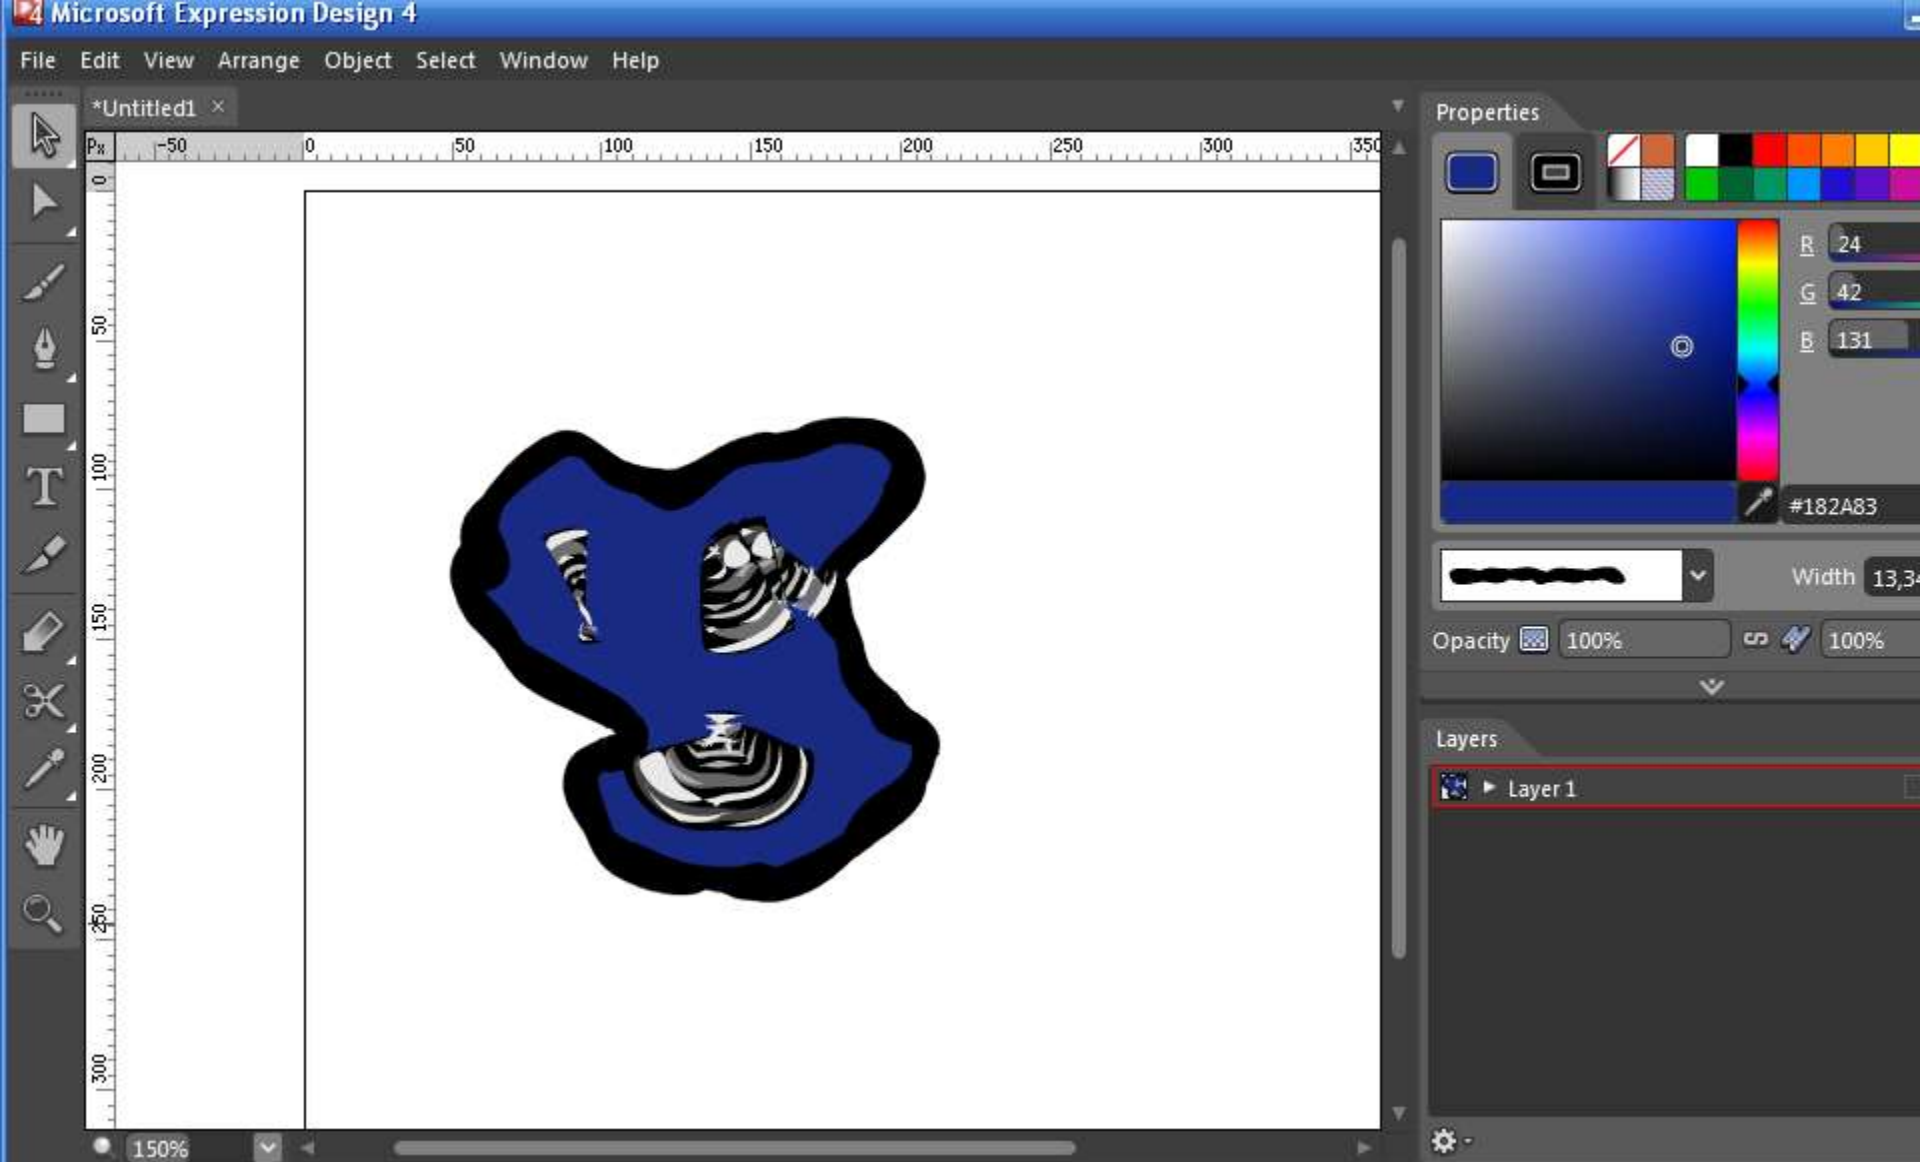 Microsoft Expression Design 4
File Edit View Arrange Object Select Window Help
*Untitled1 ×
Properties
Px -50 0 50 100 150 200 250 300 350
0
50
100
150
200
250
300
R 24
G 42
B 131
#182A83
Width 13,34
Opacity 100% 100%
Layers
Layer 1
150%